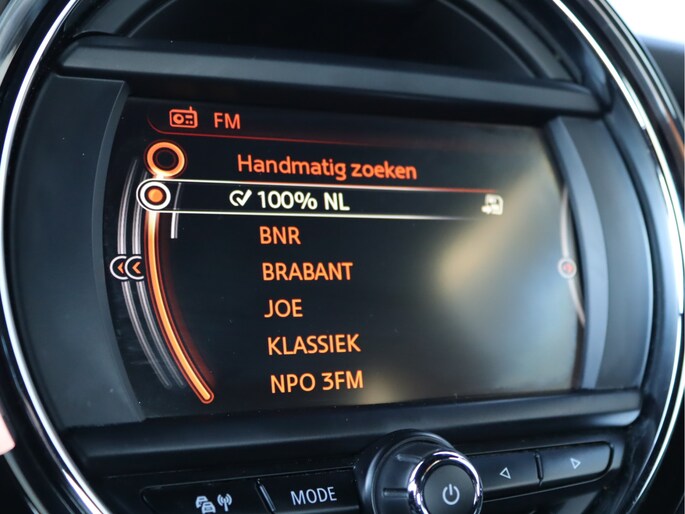 FM
Handmatig zoeken
100% NL
BNR
BRABANT
JOE
KLASSIEK
NPO 3FM
MODE